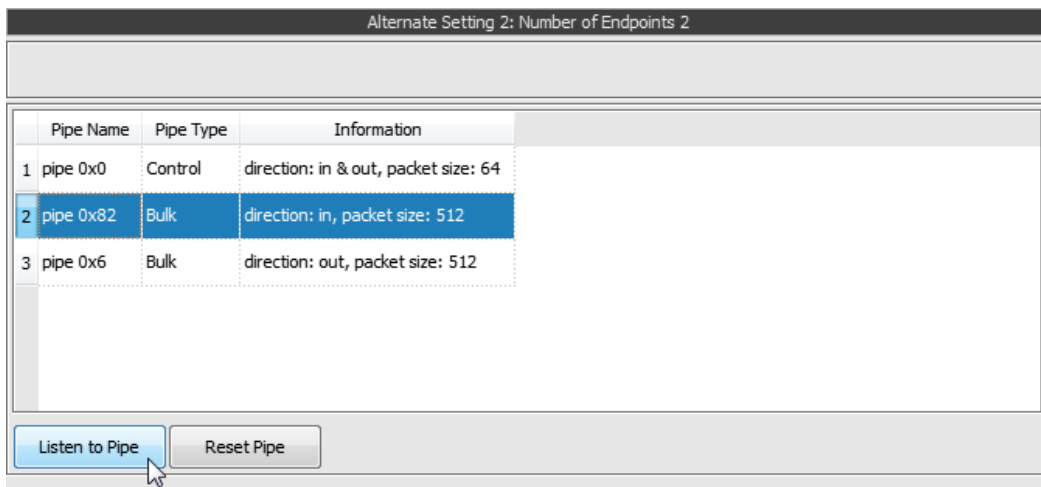 Alternate Setting 2: Number of Endpoints 2
Pipe Name Pipe Type Information
1 pipe 0x0 Control direction: in & out, packet size: 64
2 pipe 0x82 Bulk direction: in, packet size: 512
3 pipe 0x6 Bulk direction: out, packet size: 512
Listen to Pipe Reset Pipe